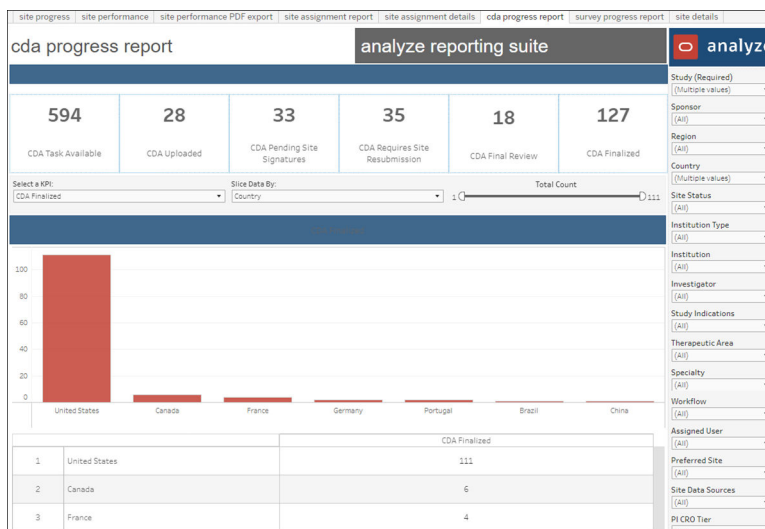 site progress
site performance
site performance PDF export
site assignment report
site assignment details
cda progress report
survey progress report
site details
cda progress report
analyze reporting suite
analyze
594
CDA Task Available
28
CDA Uploaded
33
CDA Pending Site
Signatures
35
CDA Requires Site
Resubmission
18
CDA Final Review
127
CDA Finalized
Select a KPI:
CDA Finalized
Slice Data By:
Country
Total Count
1
111
100
80
60
40
20
0
United States
Canada
France
Germany
Portugal
Brazil
China
CDA Finalized
1 United States 111
2 Canada 6
3 France 4
Study (Required)
(Multiple values)
Sponsor
(All)
Region
(All)
Country
(Multiple values)
Site Status
(All)
Institution Type
(All)
Institution
(All)
Investigator
(All)
Study Indications
(All)
Therapeutic Area
(All)
Specialty
(All)
Workflow
(All)
Assigned User
(All)
Preferred Site
(All)
Site Data Sources
(All)
PI CRO Tier